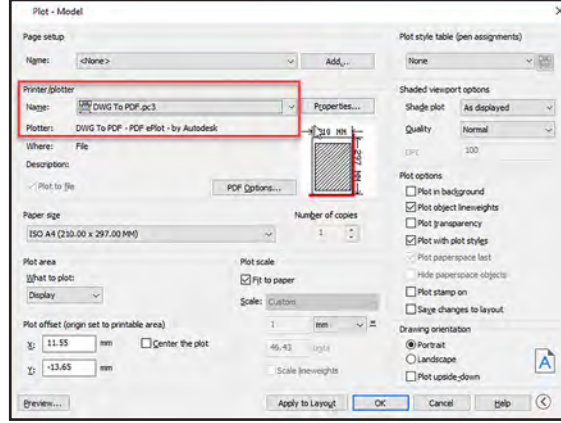 Plot - Model
Page setup
Name: <None> Add...
Printer/plotter
Name: DWG To PDF.pc3 Properties...
Plotter: DWG To PDF - PDF ePlot - by Autodesk
Where: File
Description:
Plot to file
PDF Options...
210 MM
297 MM
Paper size
ISO A4 (210.00 x 297.00 MM)
Number of copies
1
Plot area
What to plot:
Display
Plot scale
Fit to paper
Scale: Custom
1 mm =
46.43 units
Scale lineweights
Plot offset (origin set to printable area)
X: 11.55 mm
Center the plot
Y: -13.65 mm
Plot style table (pen assignments)
None
Shaded viewport options
Shade plot As displayed
Quality Normal
DPI 100
Plot options
Plot in background
Plot object lineweights
Plot transparency
Plot with plot styles
Plot paperspace last
Hide paperspace objects
Plot stamp on
Save changes to layout
Drawing orientation
Portrait
Landscape
Plot upside-down
A
Preview... Apply to Layout OK Cancel Help